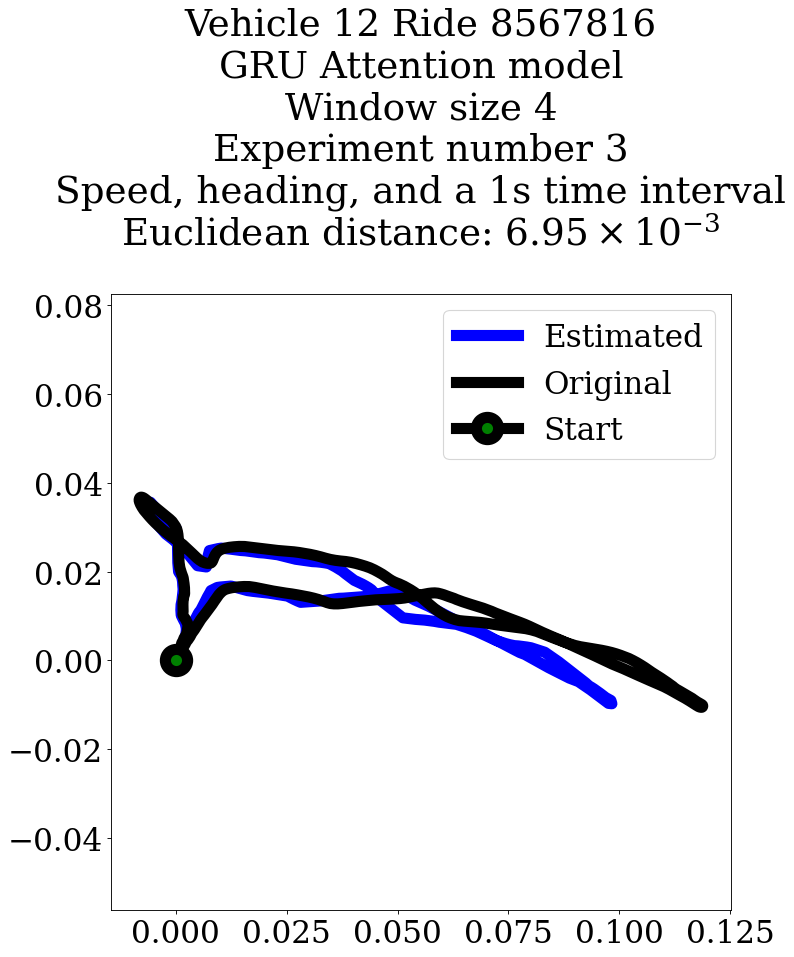 Vehicle 12 Ride 8567816
GRU Attention model
Window size 4
Experiment number 3
Speed, heading, and a 1s time interval
Euclidean distance: 6.95 × 10⁻³
0.08
Estimated
0.06
Original
Start
0.04
0.02
0.00
−0.02
−0.04
0.000 0.025 0.050 0.075 0.100 0.125